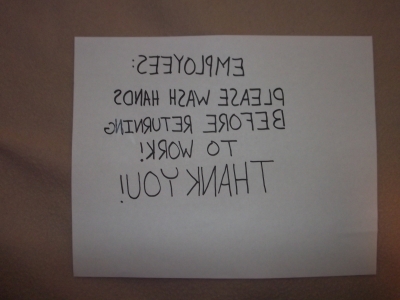 EMPLOYEES:
PLEASE WASH HANDS
BEFORE RETURNING
TO WORK!
THANK YOU!